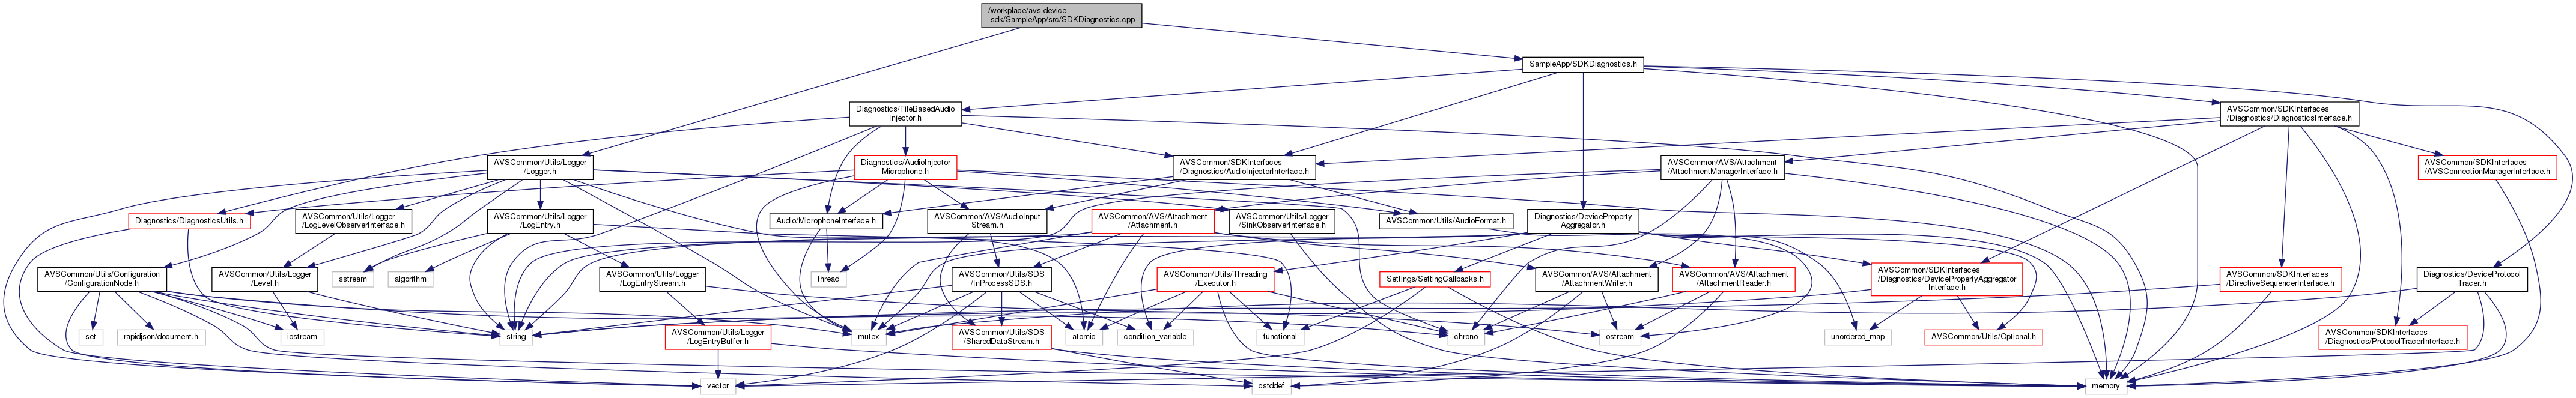 /workplace/avs-device
-sdk/SampleApp/src/SDKDiagnostics.cpp
SampleApp/SDKDiagnostics.h
Diagnostics/FileBasedAudio
Injector.h
AVSCommon/SDKInterfaces
/Diagnostics/DiagnosticsInterface.h
AVSCommon/Utils/Logger
/Logger.h
Diagnostics/AudioInjector
Microphone.h
AVSCommon/SDKInterfaces
/Diagnostics/AudioInjectorInterface.h
AVSCommon/AVS/Attachment
/AttachmentManagerInterface.h
AVSCommon/SDKInterfaces
/AVSConnectionManagerInterface.h
Diagnostics/DiagnosticsUtils.h
AVSCommon/Utils/Logger
/LogLevelObserverInterface.h
AVSCommon/Utils/Logger
/LogEntry.h
Audio/MicrophoneInterface.h
AVSCommon/AVS/AudioInput
Stream.h
AVSCommon/AVS/Attachment
/Attachment.h
AVSCommon/Utils/Logger
/SinkObserverInterface.h
AVSCommon/Utils/AudioFormat.h
Diagnostics/DeviceProperty
Aggregator.h
AVSCommon/Utils/Configuration
/ConfigurationNode.h
AVSCommon/Utils/Logger
/Level.h
sstream
algorithm
AVSCommon/Utils/Logger
/LogEntryStream.h
thread
AVSCommon/Utils/SDS
/InProcessSDS.h
AVSCommon/Utils/Threading
/Executor.h
Settings/SettingCallbacks.h
AVSCommon/AVS/Attachment
/AttachmentWriter.h
AVSCommon/AVS/Attachment
/AttachmentReader.h
AVSCommon/SDKInterfaces
/Diagnostics/DevicePropertyAggregator
Interface.h
AVSCommon/SDKInterfaces
/DirectiveSequencerInterface.h
Diagnostics/DeviceProtocol
Tracer.h
set
rapidjson/document.h
iostream
string
AVSCommon/Utils/Logger
/LogEntryBuffer.h
mutex
AVSCommon/Utils/SDS
/SharedDataStream.h
atomic
condition_variable
functional
chrono
ostream
unordered_map
AVSCommon/Utils/Optional.h
AVSCommon/SDKInterfaces
/Diagnostics/ProtocolTracerInterface.h
vector
cstddef
memory